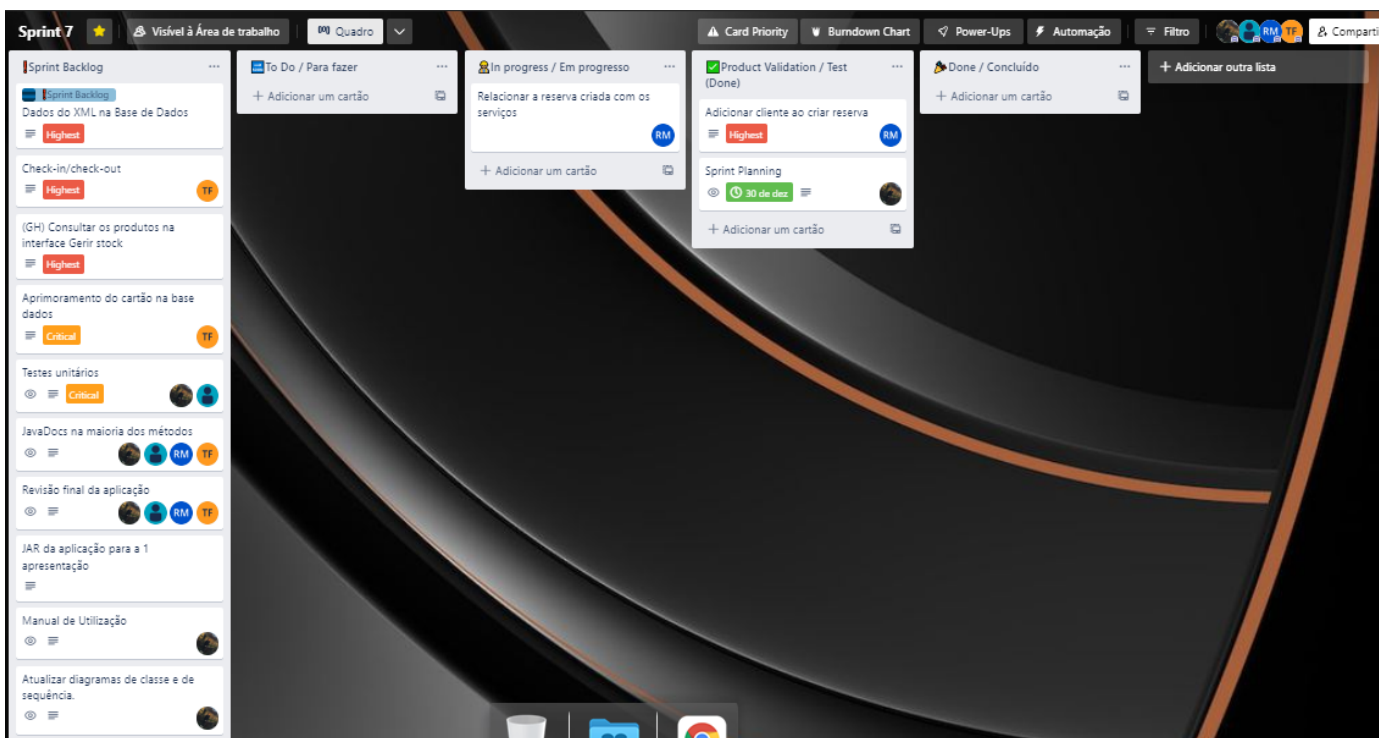 Sprint 7
Visível à Área de trabalho
Quadro
Card Priority
Burndown Chart
Power-Ups
Automação
Filtro
RM
TF
Sprint Backlog
Sprint Backlog
Dados do XML na Base de Dados
Highest
Check-in/check-out
Highest
TF
(GH) Consultar os produtos na
interface Gerir stock
Highest
Aprimoramento do cartão na base
dados
Critical
TF
Testes unitários
Critical
JavaDocs na maioria dos métodos
RM
TF
Revisão final da aplicação
RM
TF
JAR da aplicação para a 1
apresentação
Manual de Utilização
Atualizar diagramas de classe e de
sequência.
To Do / Para fazer
+ Adicionar um cartão
In progress / Em progresso
Relacionar a reserva criada com os
serviços
RM
+ Adicionar um cartão
Product Validation / Test
(Done)
Adicionar cliente ao criar reserva
Highest
RM
Sprint Planning
30 de dez
+ Adicionar um cartão
Done / Concluído
+ Adicionar um cartão
+ Adicionar outra lista